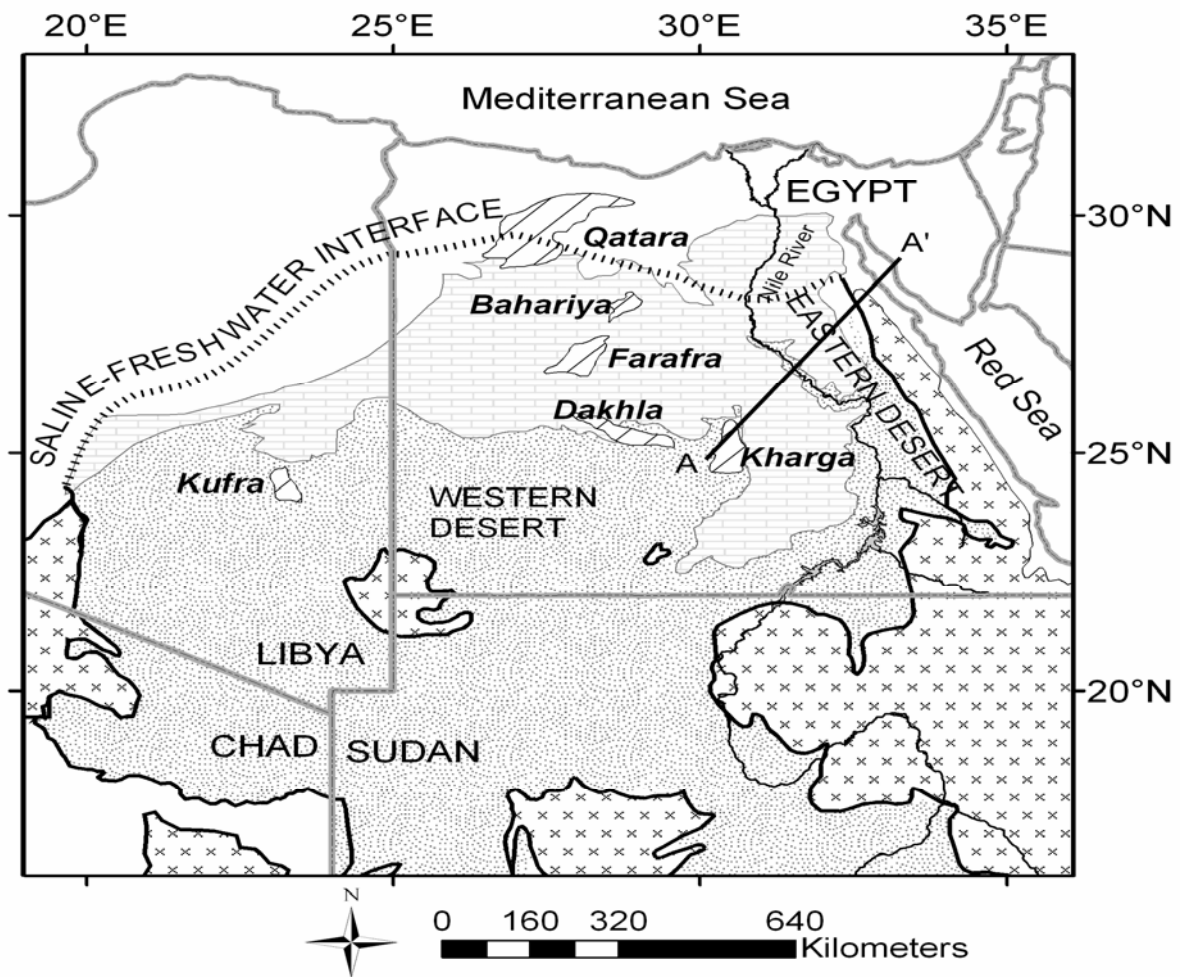 20°E 25°E 30°E 35°E
Mediterranean Sea
EGYPT
30°N
SALINE-FRESHWATER INTERFACE
Qatara
Nile River
A'
Bahariya
EASTERN DESERT
Farafra
Red Sea
Dakhla
A
Kharga
25°N
Kufra
WESTERN
DESERT
LIBYA
20°N
CHAD
SUDAN
N
0 160 320 640
Kilometers